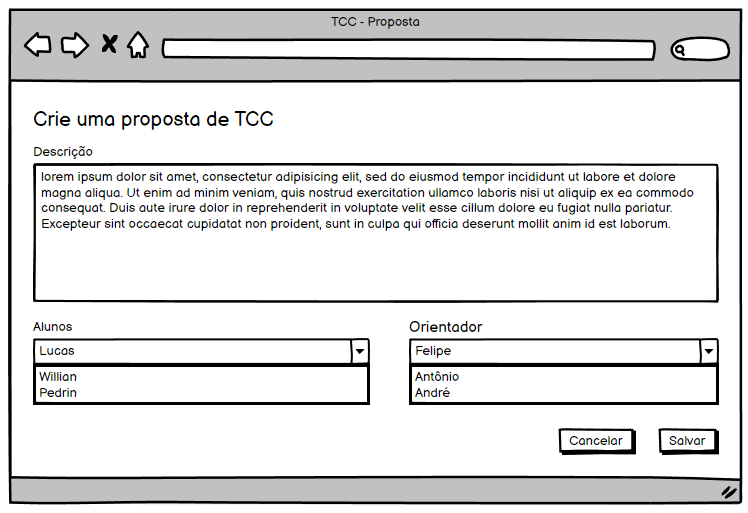 TCC - Proposta
Crie uma proposta de TCC
Descrição
lorem ipsum dolor sit amet, consectetur adipisicing elit, sed do eiusmod tempor incididunt ut labore et dolore
magna aliqua. Ut enim ad minim veniam, quis nostrud exercitation ullamco laboris nisi ut aliquip ex ea commodo
consequat. Duis aute irure dolor in reprehenderit in voluptate velit esse cillum dolore eu fugiat nulla pariatur.
Excepteur sint occaecat cupidatat non proident, sunt in culpa qui officia deserunt mollit anim id est laborum.
Alunos
Lucas
Willian
Pedrin
Orientador
Felipe
Antônio
André
Cancelar
Salvar